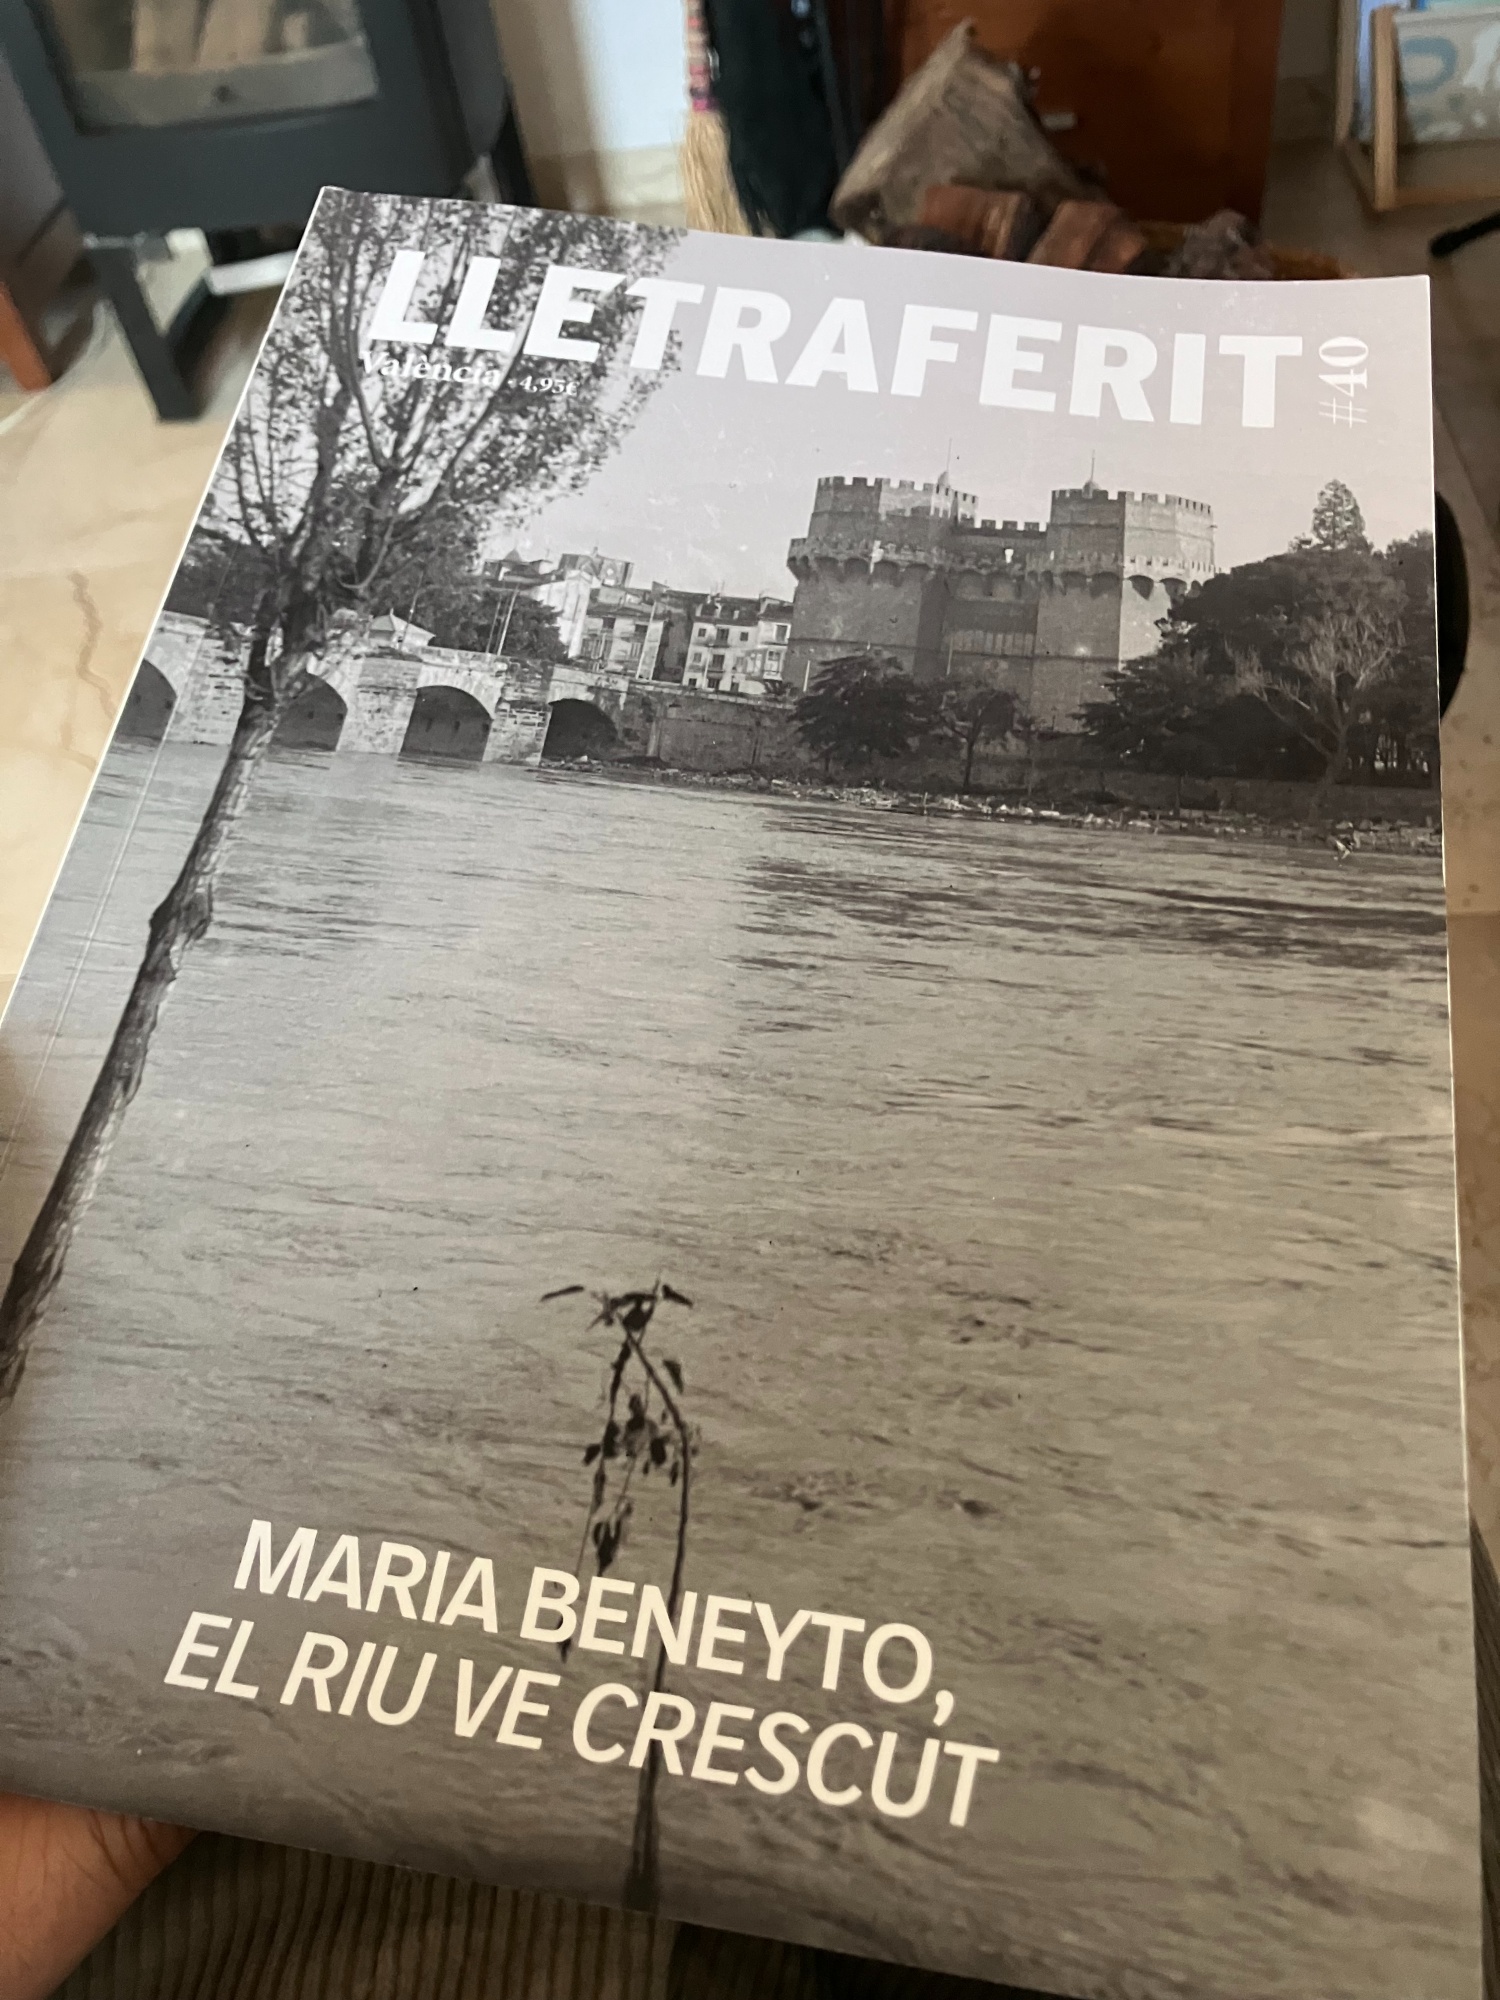 LLETRAFERIT #40
València · 4,95€
MARIA BENEYTO,
EL RIU VE CRESCUT